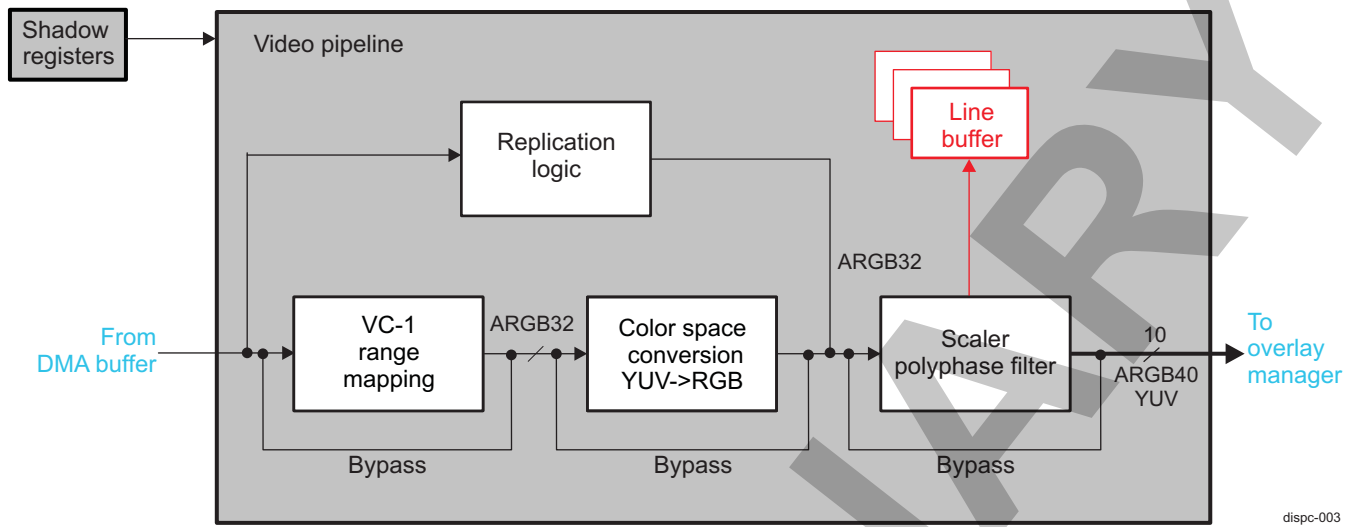 Shadow
registers
Video pipeline
Line
buffer
Replication
logic
ARGB32
From
DMA buffer
VC-1
range
mapping
ARGB32
Color space
conversion
YUV->RGB
Scaler
polyphase filter
10
ARGB40
YUV
To
overlay
manager
Bypass
Bypass
Bypass
dispc-003